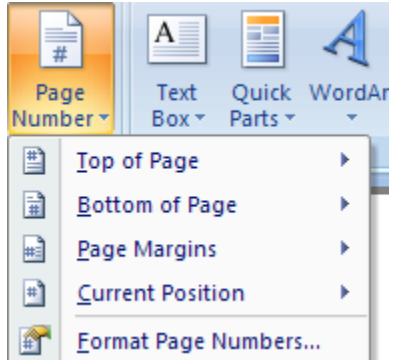 Page Number
Text Box
Quick Parts
WordAr
Top of Page
Bottom of Page
Page Margins
Current Position
Format Page Numbers...